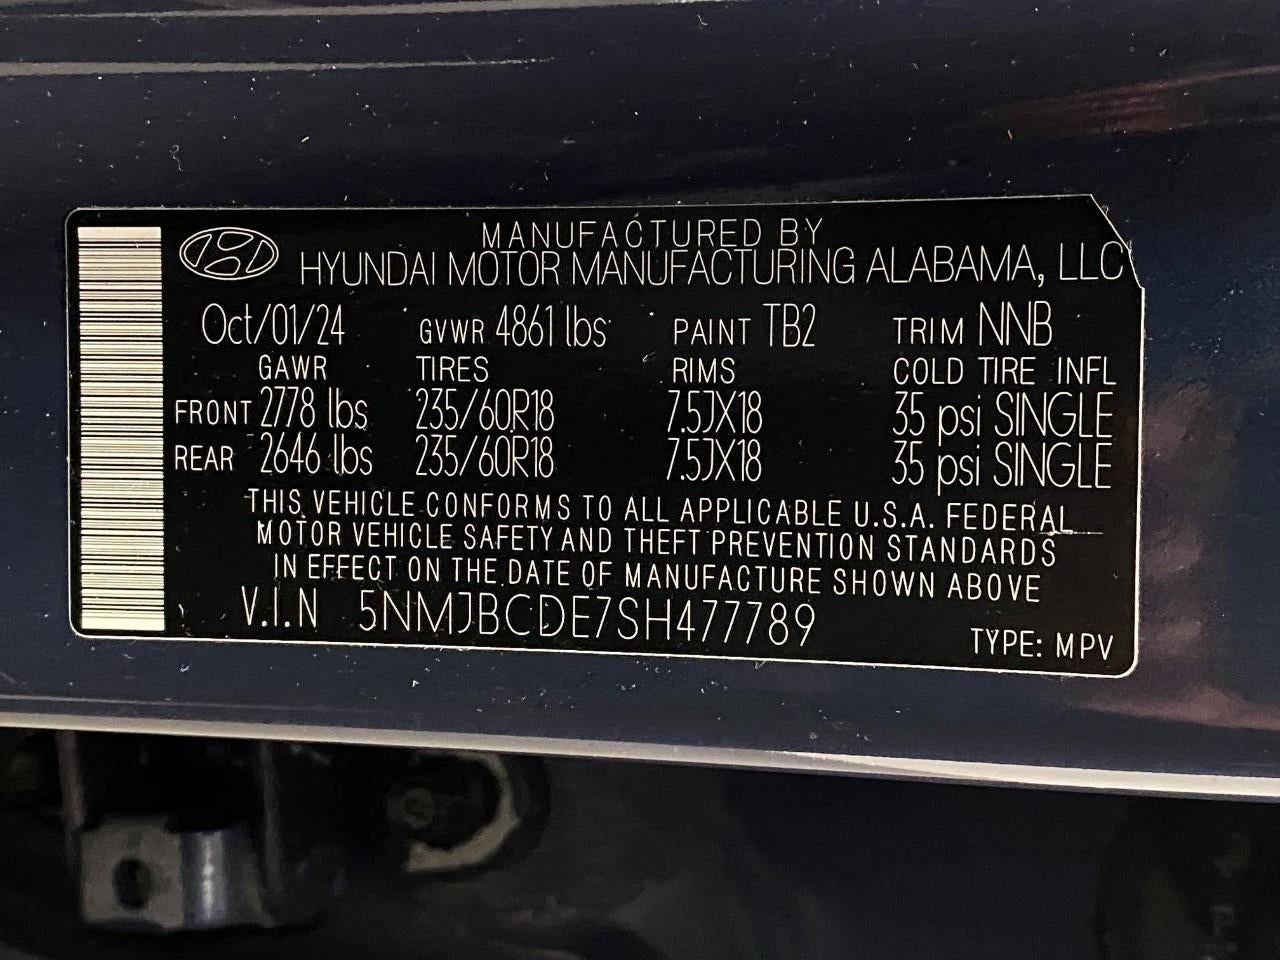 MANUFACTURED BY
HYUNDAI MOTOR MANUFACTURING ALABAMA, LLC
Oct/01/24 GVWR 4861 lbs PAINT TB2 TRIM NNB
GAWR TIRES RIMS COLD TIRE INFL
FRONT 2778 lbs 235/60R18 7.5JX18 35 psi SINGLE
REAR 2646 lbs 235/60R18 7.5JX18 35 psi SINGLE
THIS VEHICLE CONFORMS TO ALL APPLICABLE U.S.A. FEDERAL
MOTOR VEHICLE SAFETY AND THEFT PREVENTION STANDARDS
IN EFFECT ON THE DATE OF MANUFACTURE SHOWN ABOVE
V.I.N 5NMJBCDE7SH477789
TYPE: MPV